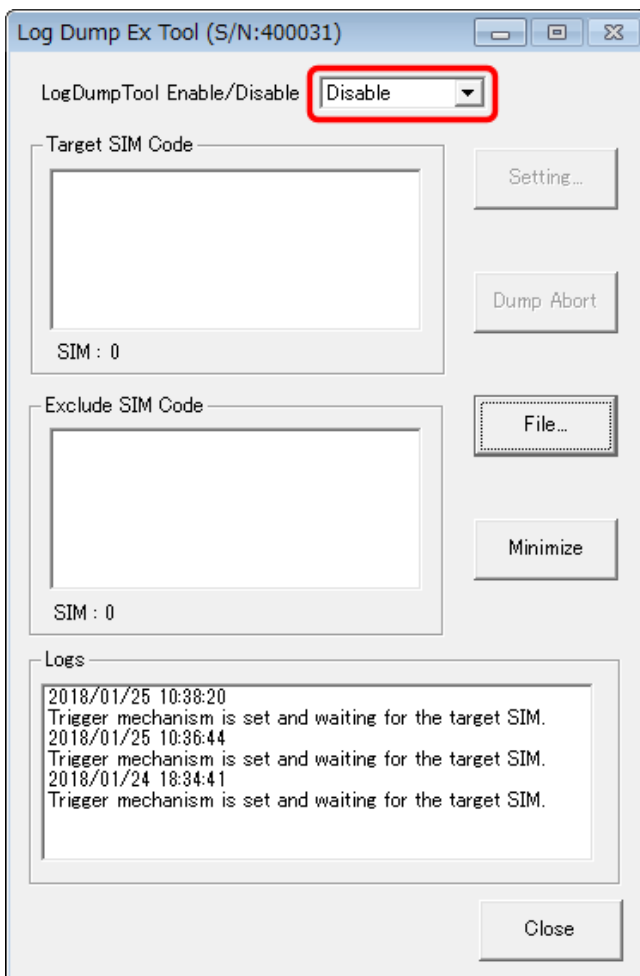 Log Dump Ex Tool (S/N:400031)
LogDumpTool Enable/Disable Disable
Target SIM Code
Setting...
Dump Abort
SIM : 0
Exclude SIM Code
File...
Minimize
SIM : 0
Logs
2018/01/25 10:38:20
Trigger mechanism is set and waiting for the target SIM.
2018/01/25 10:36:44
Trigger mechanism is set and waiting for the target SIM.
2018/01/24 18:34:41
Trigger mechanism is set and waiting for the target SIM.
Close